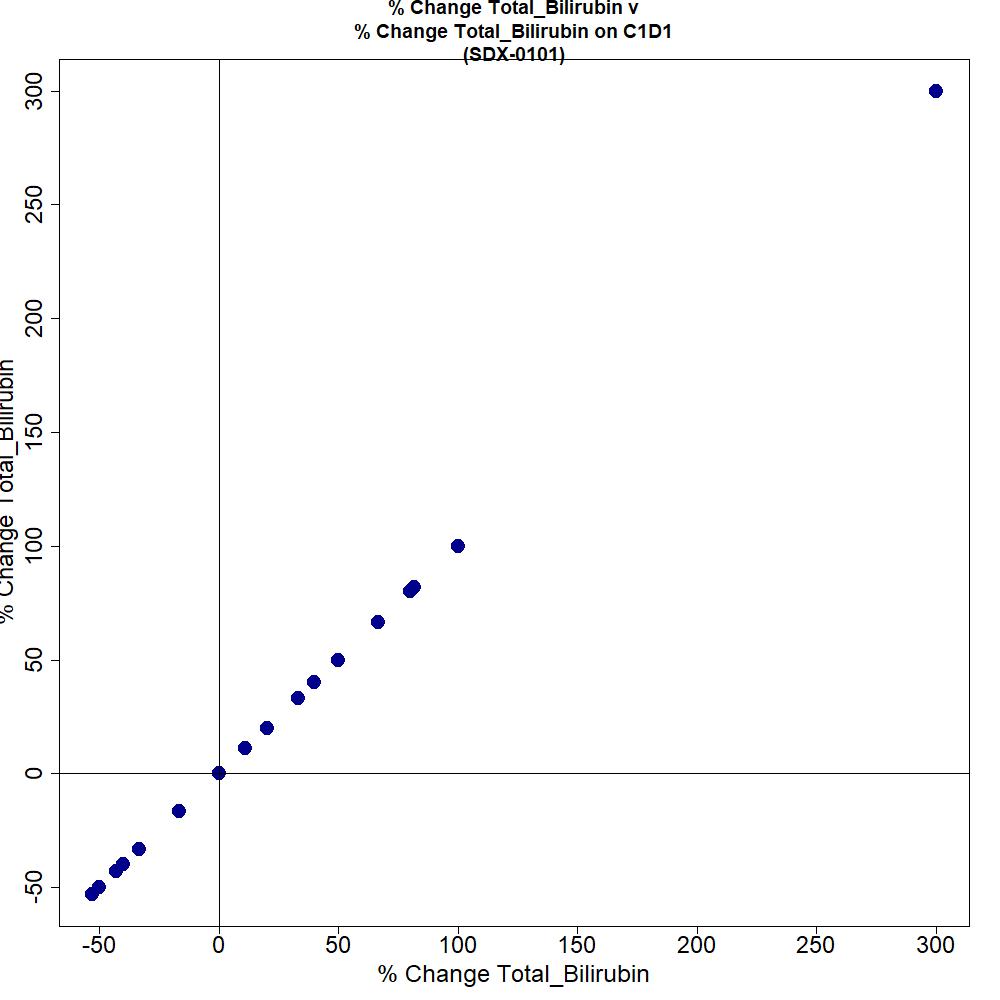 % Change Total_Bilirubin v
% Change Total_Bilirubin on C1D1
(SDX-0101)
% Change Total_Bilirubin
300
250
200
150
100
50
0
-50
-50 0 50 100 150 200 250 300
% Change Total_Bilirubin